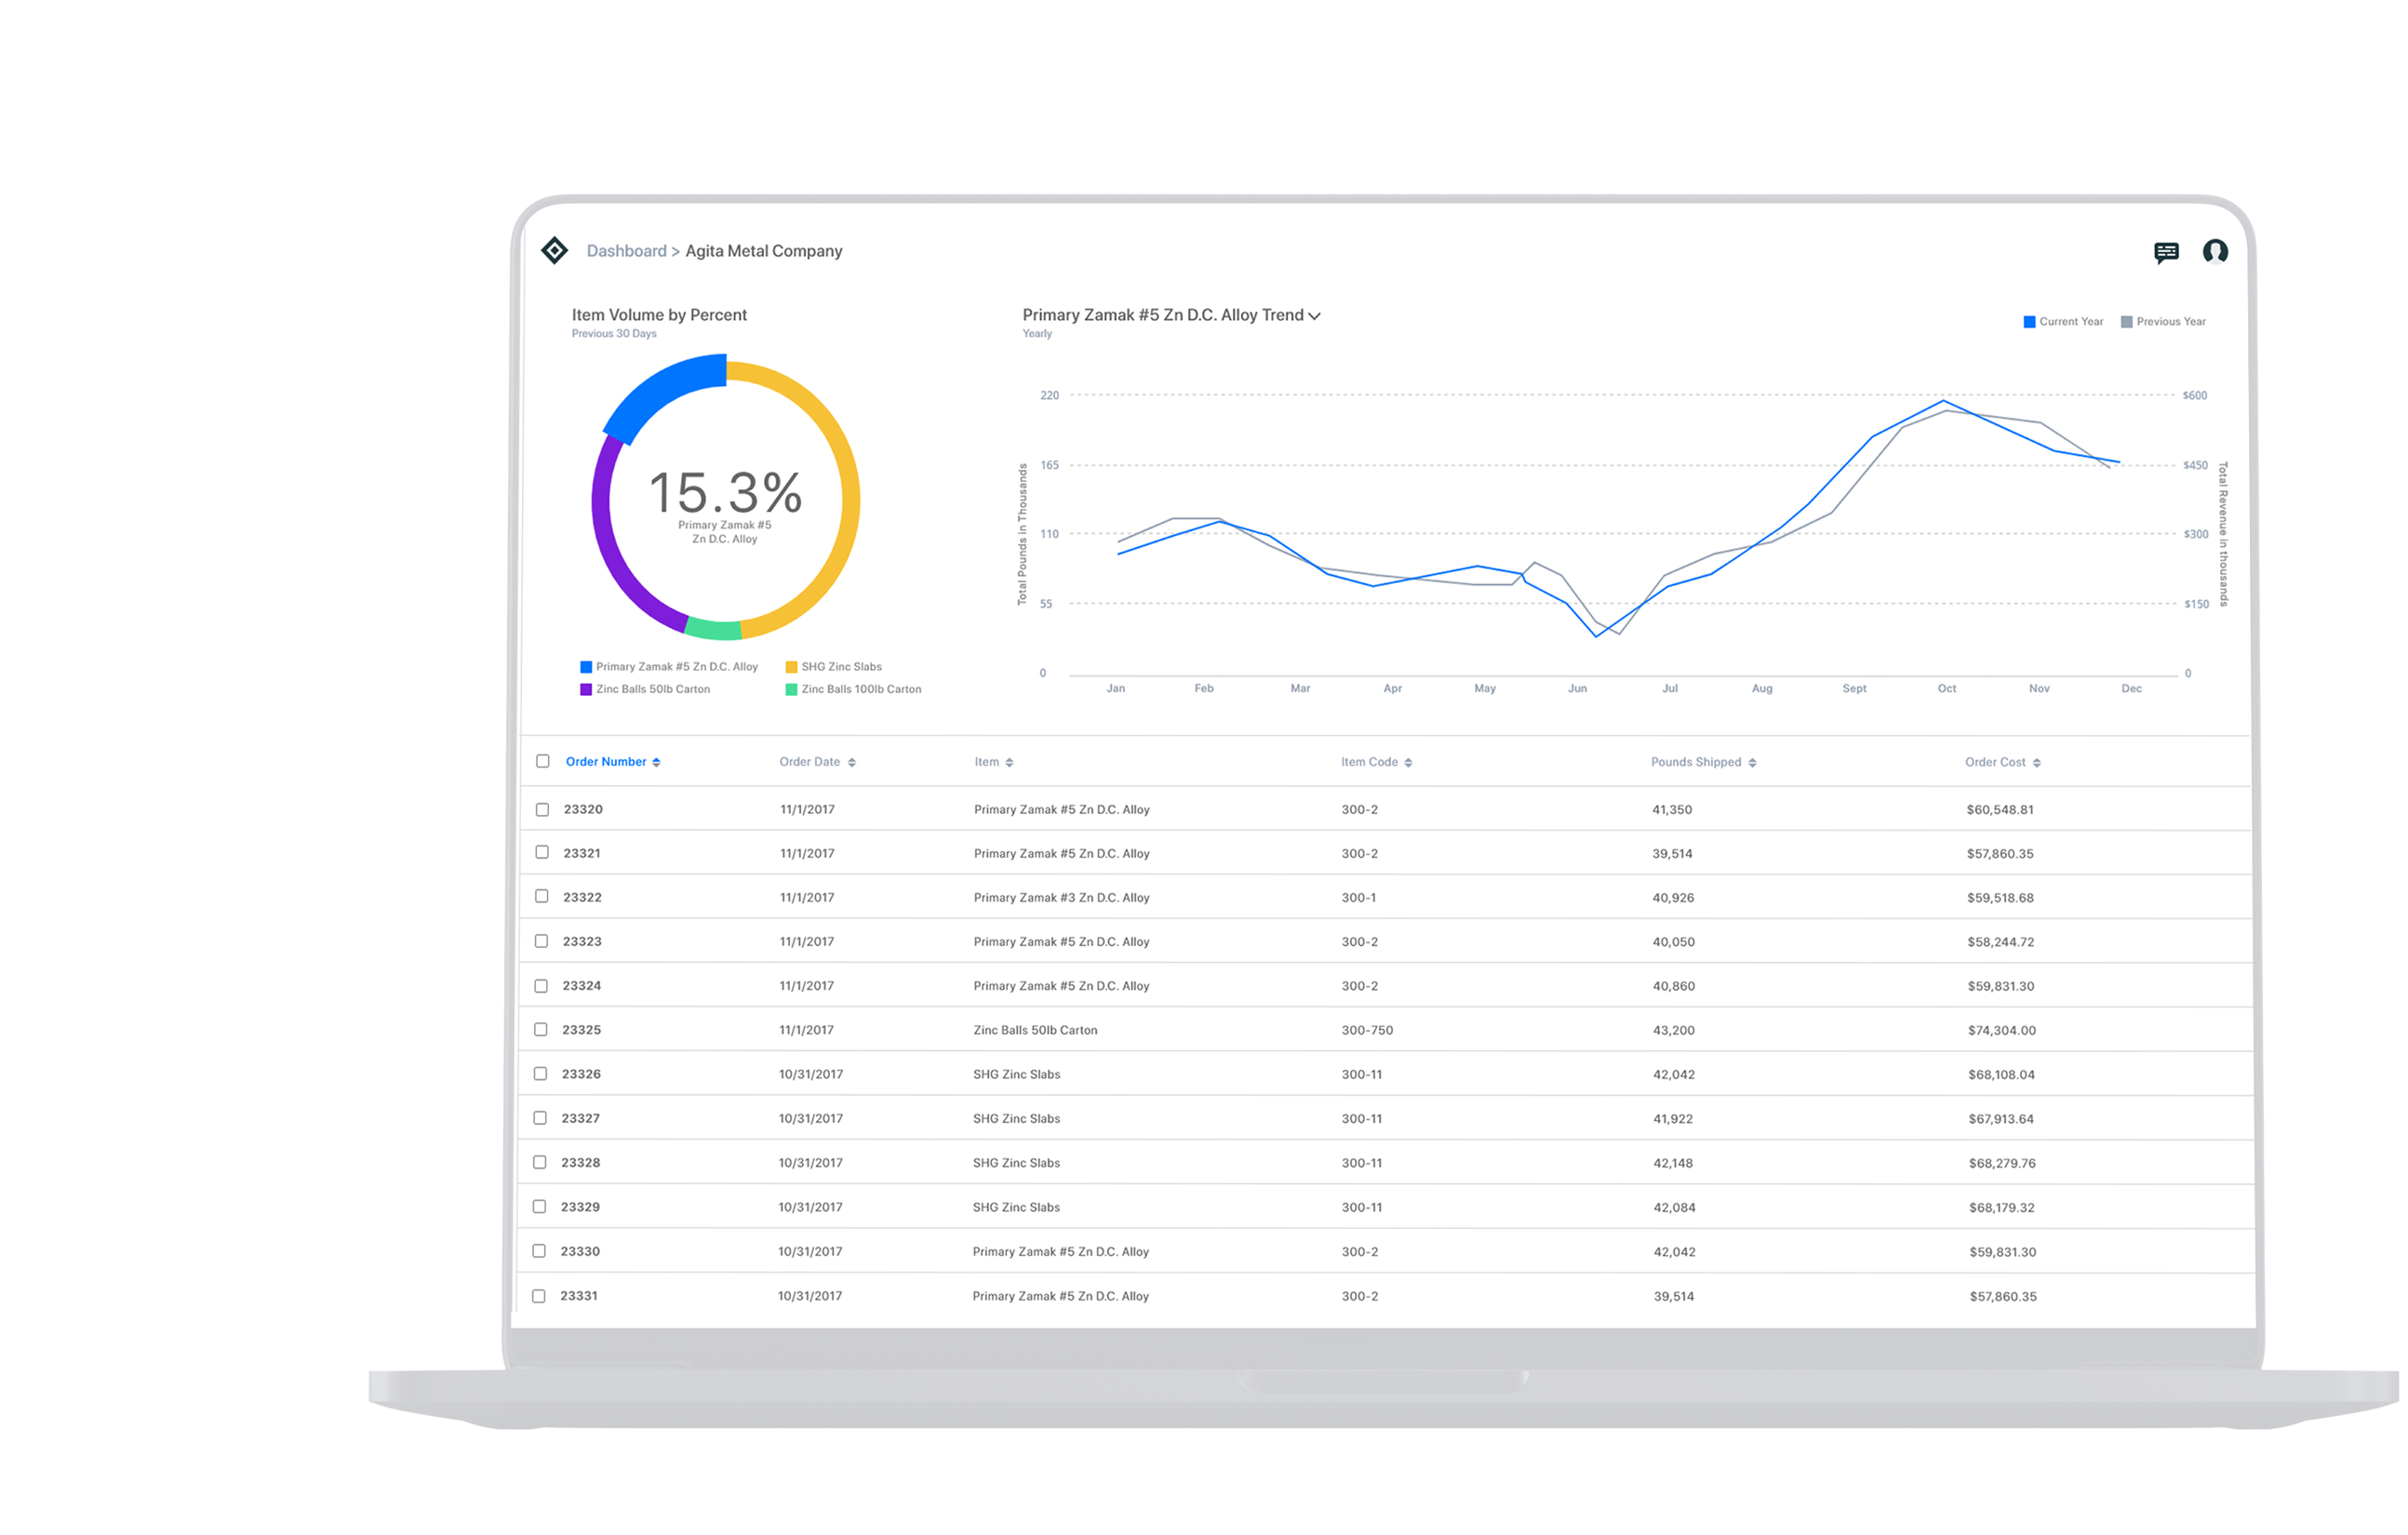 Dashboard > Agita Metal Company
Item Volume by Percent
Previous 30 Days
15.3%
Primary Zamak #5
Zn D.C. Alloy
Primary Zamak #5 Zn D.C. Alloy
SHG Zinc Slabs
Zinc Balls 50lb Carton
Zinc Balls 100lb Carton
Primary Zamak #5 Zn D.C. Alloy Trend
Yearly
Current Year
Previous Year
Total Pounds in Thousands
220
165
110
55
0
$600
$450
$300
$150
0
Total Revenue in thousands
Jan Feb Mar Apr May Jun Jul Aug Sept Oct Nov Dec
Order Number Order Date Item Item Code Pounds Shipped Order Cost
23320 11/1/2017 Primary Zamak #5 Zn D.C. Alloy 300-2 41,350 $60,548.81
23321 11/1/2017 Primary Zamak #5 Zn D.C. Alloy 300-2 39,514 $57,860.35
23322 11/1/2017 Primary Zamak #3 Zn D.C. Alloy 300-1 40,926 $59,518.68
23323 11/1/2017 Primary Zamak #5 Zn D.C. Alloy 300-2 40,050 $58,244.72
23324 11/1/2017 Primary Zamak #5 Zn D.C. Alloy 300-2 40,860 $59,831.30
23325 11/1/2017 Zinc Balls 50lb Carton 300-750 43,200 $74,304.00
23326 10/31/2017 SHG Zinc Slabs 300-11 42,042 $68,108.04
23327 10/31/2017 SHG Zinc Slabs 300-11 41,922 $67,913.64
23328 10/31/2017 SHG Zinc Slabs 300-11 42,148 $68,279.76
23329 10/31/2017 SHG Zinc Slabs 300-11 42,084 $68,179.32
23330 10/31/2017 Primary Zamak #5 Zn D.C. Alloy 300-2 42,042 $59,831.30
23331 10/31/2017 Primary Zamak #5 Zn D.C. Alloy 300-2 39,514 $57,860.35